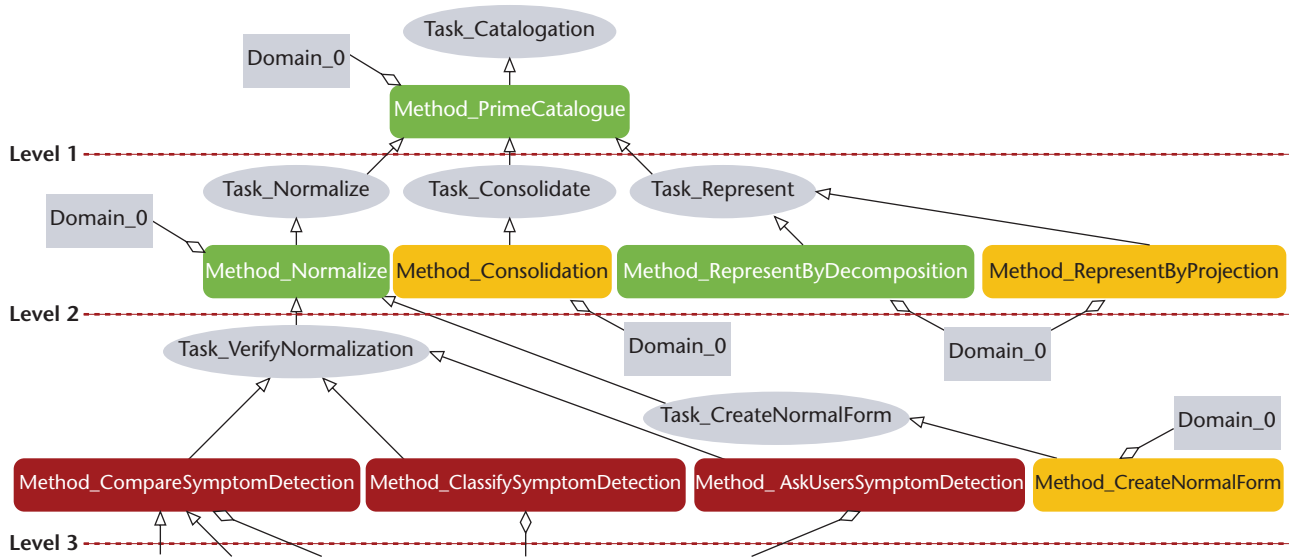 Task_Catalogation
Domain_0
Method_PrimeCatalogue
Level 1
Task_Normalize
Task_Consolidate
Task_Represent
Domain_0
Method_Normalize
Method_Consolidation
Method_RepresentByDecomposition
Method_RepresentByProjection
Level 2
Task_VerifyNormalization
Domain_0
Domain_0
Task_CreateNormalForm
Domain_0
Method_CompareSymptomDetection
Method_ClassifySymptomDetection
Method_ AskUsersSymptomDetection
Method_CreateNormalForm
Level 3